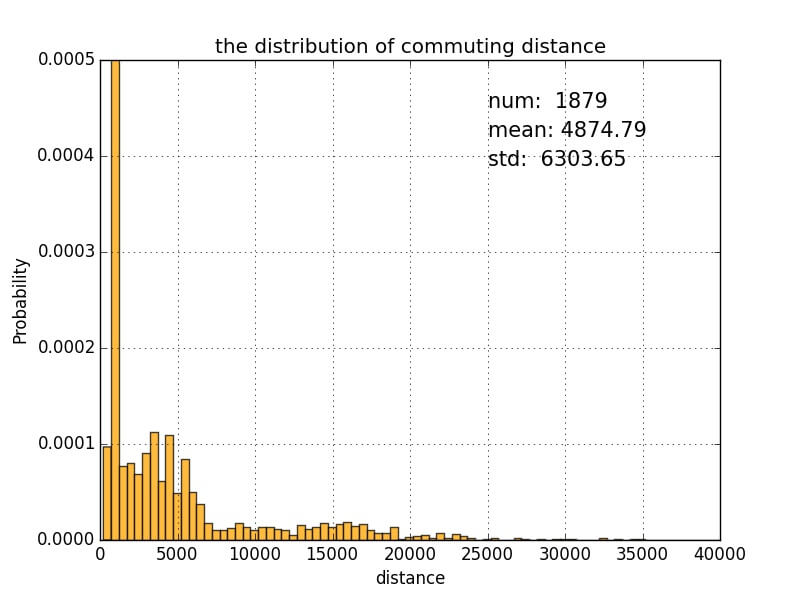 the distribution of commuting distance
num: 1879
mean: 4874.79
std: 6303.65
Probability
0.0005
0.0004
0.0003
0.0002
0.0001
0.0000
0 5000 10000 15000 20000 25000 30000 35000 40000
distance